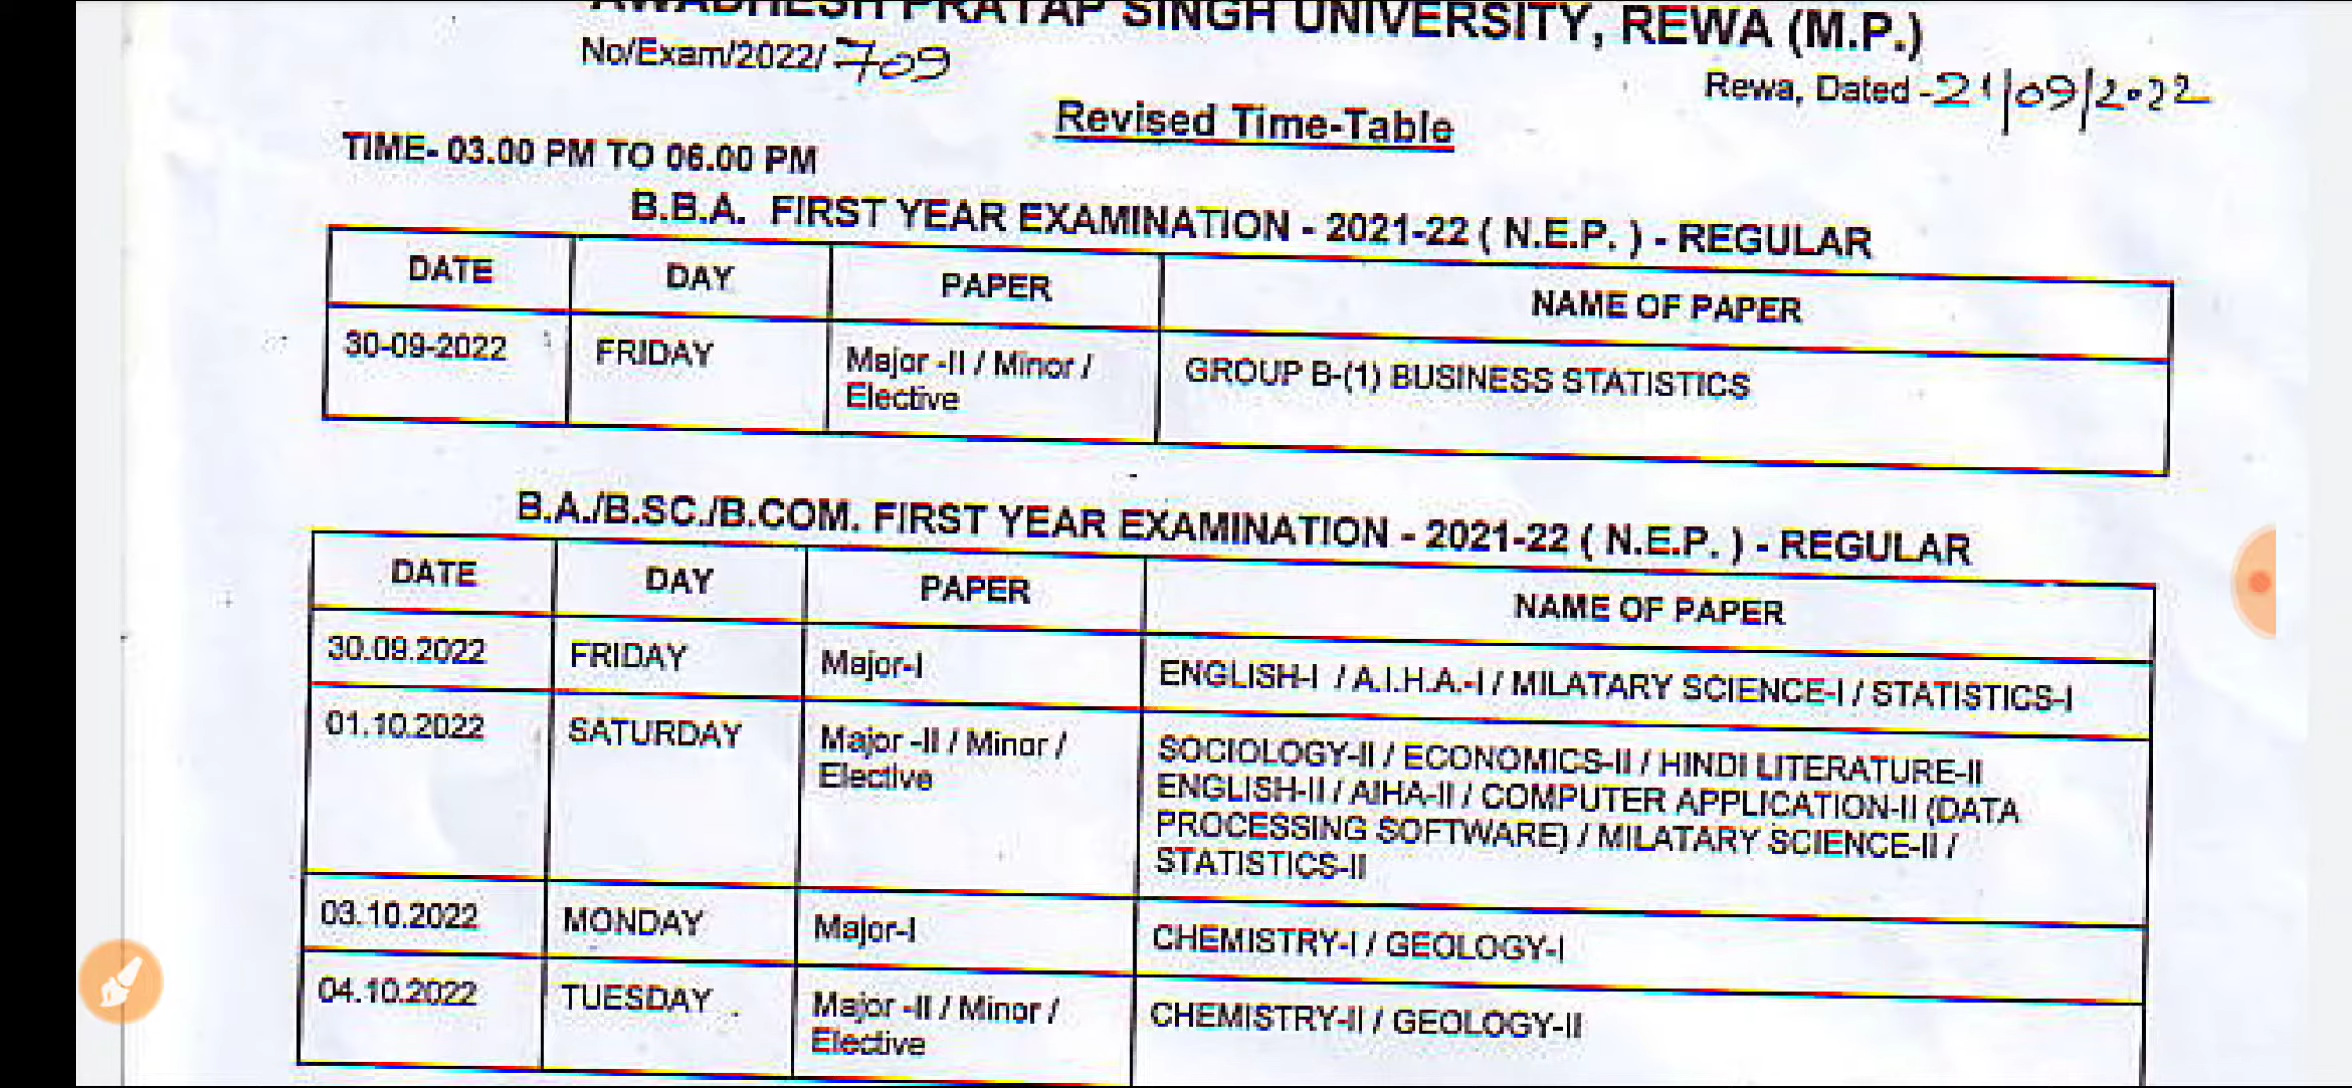 AWADHESH PRATAP SINGH UNIVERSITY, REWA (M.P.)
No/Exam/2022/709
Rewa, Dated -21/09/2022
Revised Time-Table
TIME- 03.00 PM TO 06.00 PM
B.B.A. FIRST YEAR EXAMINATION - 2021-22 ( N.E.P. ) - REGULAR
DATE DAY PAPER NAME OF PAPER
30-09-2022 FRIDAY Major -II / Minor / GROUP B-(1) BUSINESS STATISTICS
Elective
B.A./B.SC./B.COM. FIRST YEAR EXAMINATION - 2021-22 ( N.E.P. ) - REGULAR
DATE DAY PAPER NAME OF PAPER
30.09.2022 FRIDAY Major-I ENGLISH-I / A.I.H.A.-I / MILATARY SCIENCE-I / STATISTICS-I
01.10.2022 SATURDAY Major -II / Minor / SOCIOLOGY-II / ECONOMICS-II / HINDI LITERATURE-II
Elective ENGLISH-II / AIHA-II / COMPUTER APPLICATION-II (DATA
PROCESSING SOFTWARE) / MILATARY SCIENCE-II /
STATISTICS-II
03.10.2022 MONDAY Major-I CHEMISTRY-I / GEOLOGY-I
04.10.2022 TUESDAY Major -II / Minor / CHEMISTRY-II / GEOLOGY-II
Elective